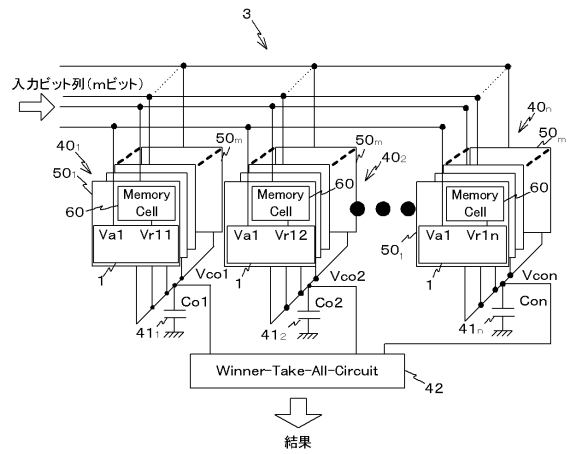 3
入力ビット列(mビット)
40₁ 50₁ 50ₘ 40₂ 50ₘ 40ₙ 50ₘ
60 Memory Cell
60 Memory Cell
60 Memory Cell
Va1 Vr11
Va1 Vr12
50₁ Va1 Vr1n
1 Vco1
1 Vco2
1 Vcon
41₁ Co1
41₂ Co2
41ₙ Con
Winner-Take-All-Circuit
42
結果